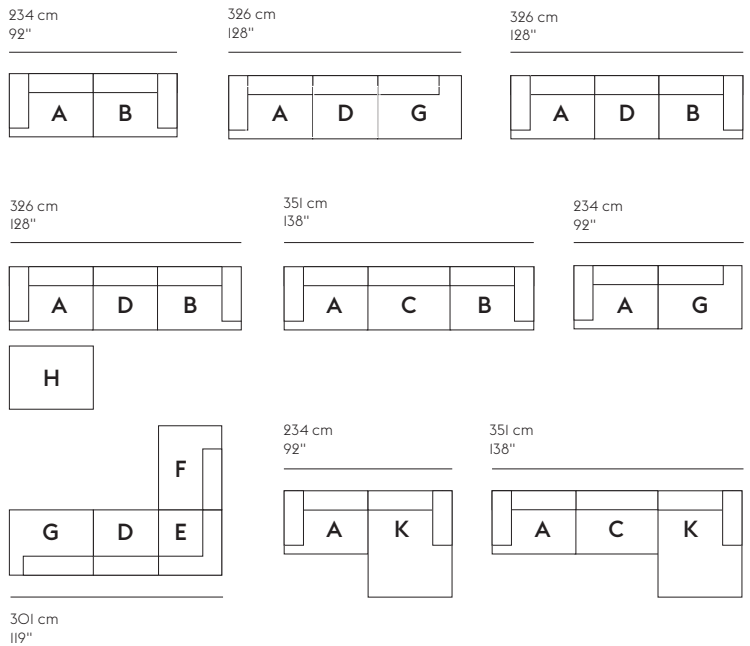 234 cm
92"
326 cm
128"
326 cm
128"
A B
A D G
A D B
326 cm
128"
351 cm
138"
234 cm
92"
A D B
A C B
A G
H
234 cm
92"
351 cm
138"
F
G D E
A K
A C K
301 cm
119"